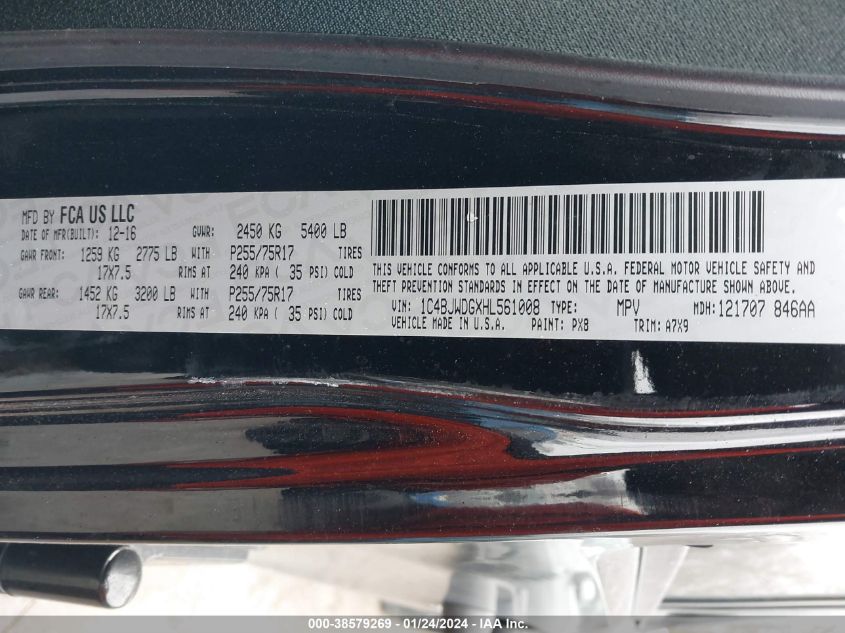 MFD BY FCA US LLC
DATE OF MFR(BUILT): 12-16 GVWR: 2450 KG 5400 LB
GAWR FRONT: 1259 KG 2775 LB WITH P255/75R17 TIRES
17X7.5 RIMS AT 240 KPA ( 35 PSI) COLD
GAWR REAR: 1452 KG 3200 LB WITH P255/75R17 TIRES
17X7.5 RIMS AT 240 KPA ( 35 PSI) COLD
THIS VEHICLE CONFORMS TO ALL APPLICABLE U.S.A. FEDERAL MOTOR VEHICLE SAFETY AND
THEFT PREVENTION STANDARDS IN EFFECT ON THE DATE OF MANUFACTURE SHOWN ABOVE.
VIN: 1C4BJWDGXHL561008 TYPE: MPV MDH: 121707 846AA
VEHICLE MADE IN U.S.A. PAINT: PX8 TRIM: A7X9
000-38579269 - 01/24/2024 - IAA Inc.